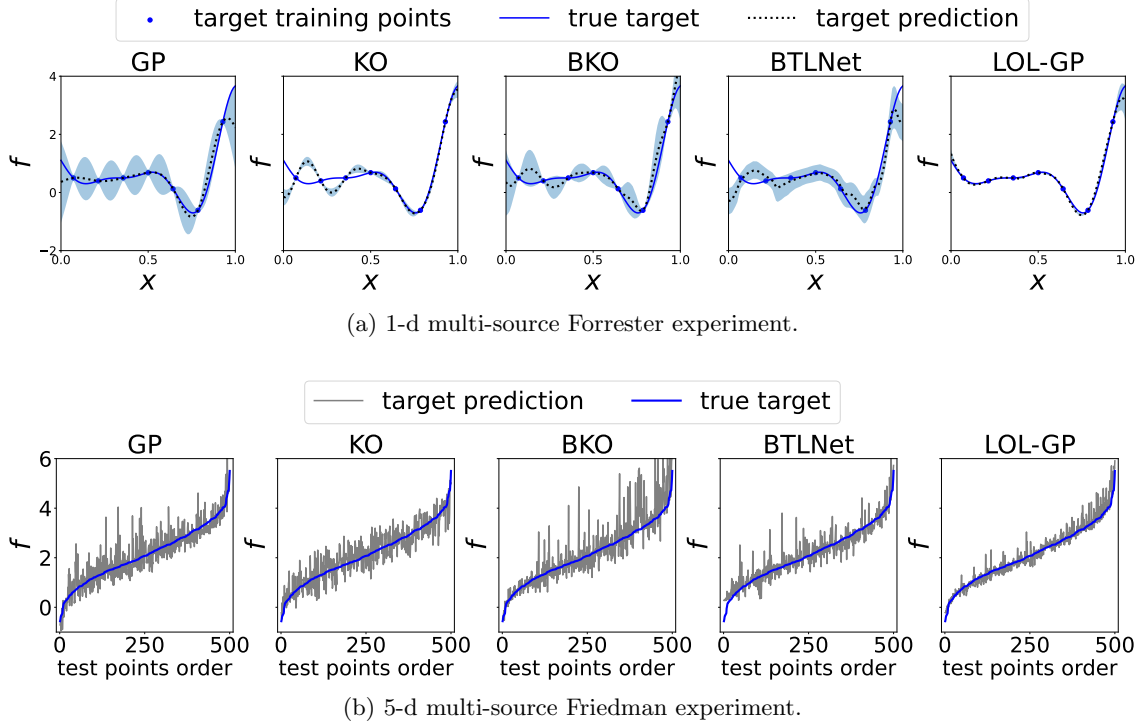 target training points true target target prediction
GP KO BKO BTLNet LOL-GP
4
2
0
−2
f f f f f
0.0 0.5 1.0 0.0 0.5 1.0 0.0 0.5 1.0 0.0 0.5 1.0 0.0 0.5 1.0
x x x x x
(a) 1-d multi-source Forrester experiment.
target prediction true target
GP KO BKO BTLNet LOL-GP
6
4
2
0
f f f f f
0 250 500 0 250 500 0 250 500 0 250 500 0 250 500
test points order test points order test points order test points order test points order
(b) 5-d multi-source Friedman experiment.